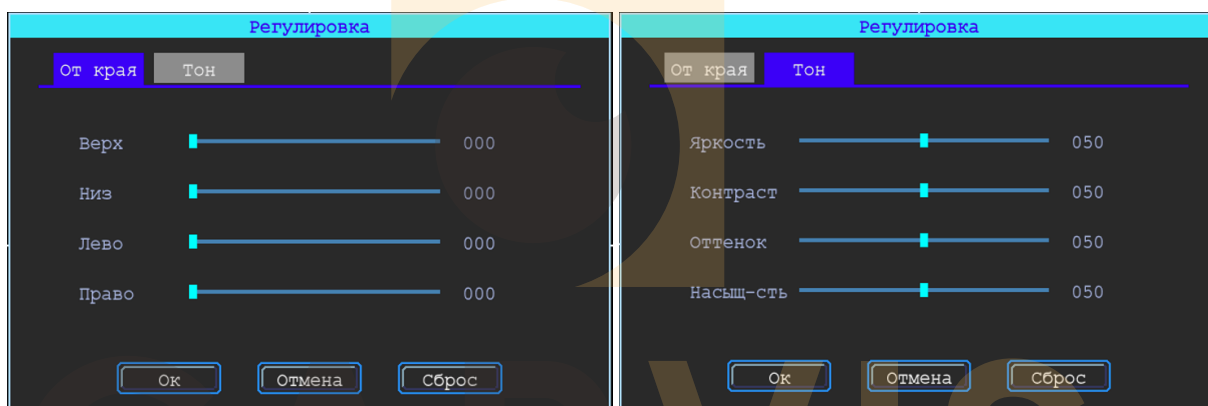 Регулировка
От края Тон
Верх 000
Низ 000
Лево 000
Право 000
Ок Отмена Сброс
Регулировка
От края Тон
Яркость 050
Контраст 050
Оттенок 050
Насыщ-сть 050
Ок Отмена Сброс